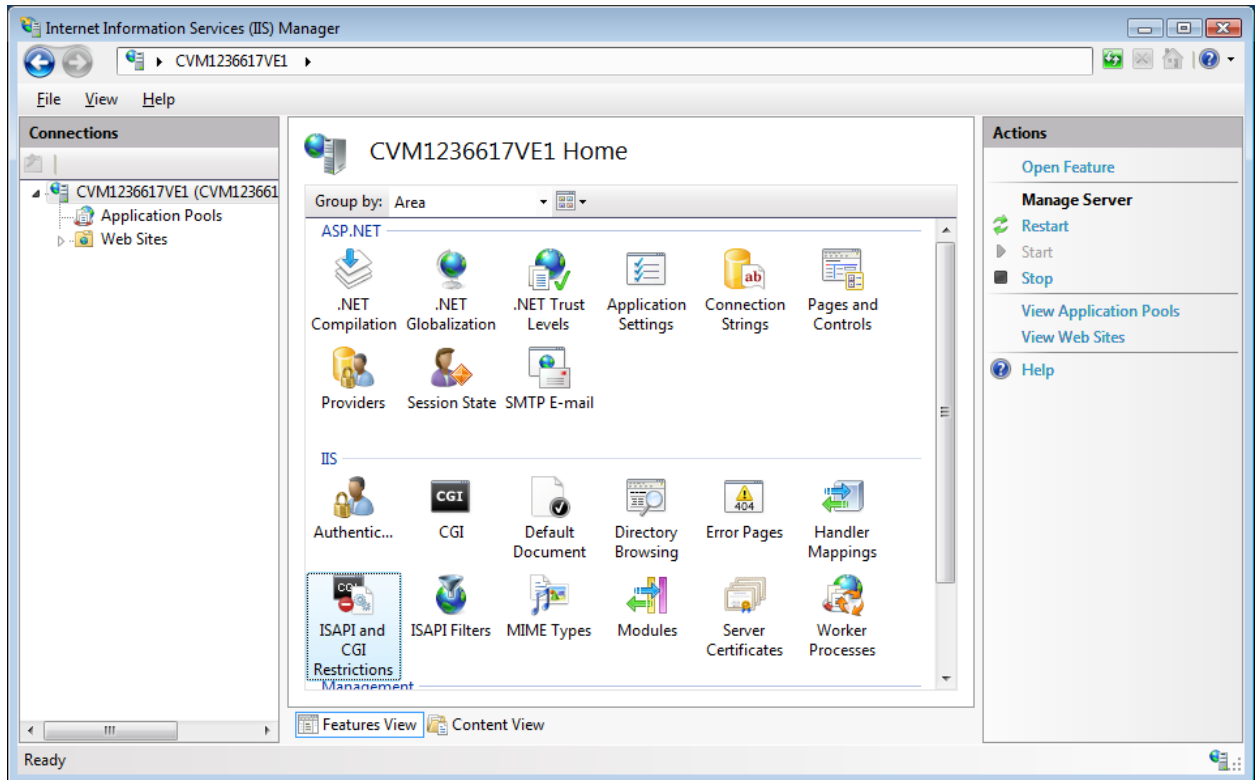 Internet Information Services (IIS) Manager
CVM1236617VE1
File View Help
Connections
CVM1236617VE1 (CVM123661
Application Pools
Web Sites
CVM1236617VE1 Home
Group by: Area
ASP.NET
.NET Compilation
.NET Globalization
.NET Trust Levels
Application Settings
Connection Strings
Pages and Controls
Providers
Session State
SMTP E-mail
IIS
Authentic...
CGI
CGI
Default Document
Directory Browsing
404
Error Pages
Handler Mappings
ab
ISAPI and CGI Restrictions
ISAPI Filters
MIME Types
Modules
Server Certificates
Worker Processes
Management
Features View
Content View
Actions
Open Feature
Manage Server
Restart
Start
Stop
View Application Pools
View Web Sites
Help
Ready